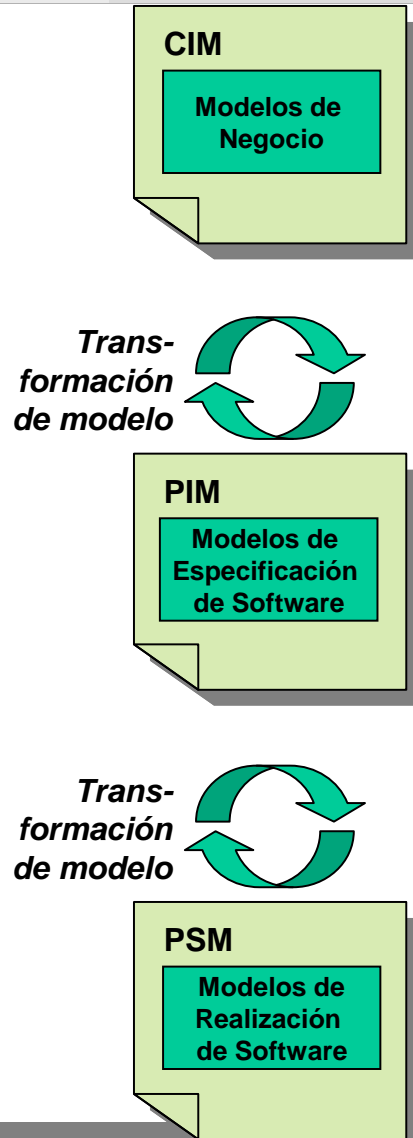 CIM
Modelos de
Negocio
Trans-
formación
de modelo
PIM
Modelos de
Especificación
de Software
Trans-
formación
de modelo
PSM
Modelos de
Realización
de Software